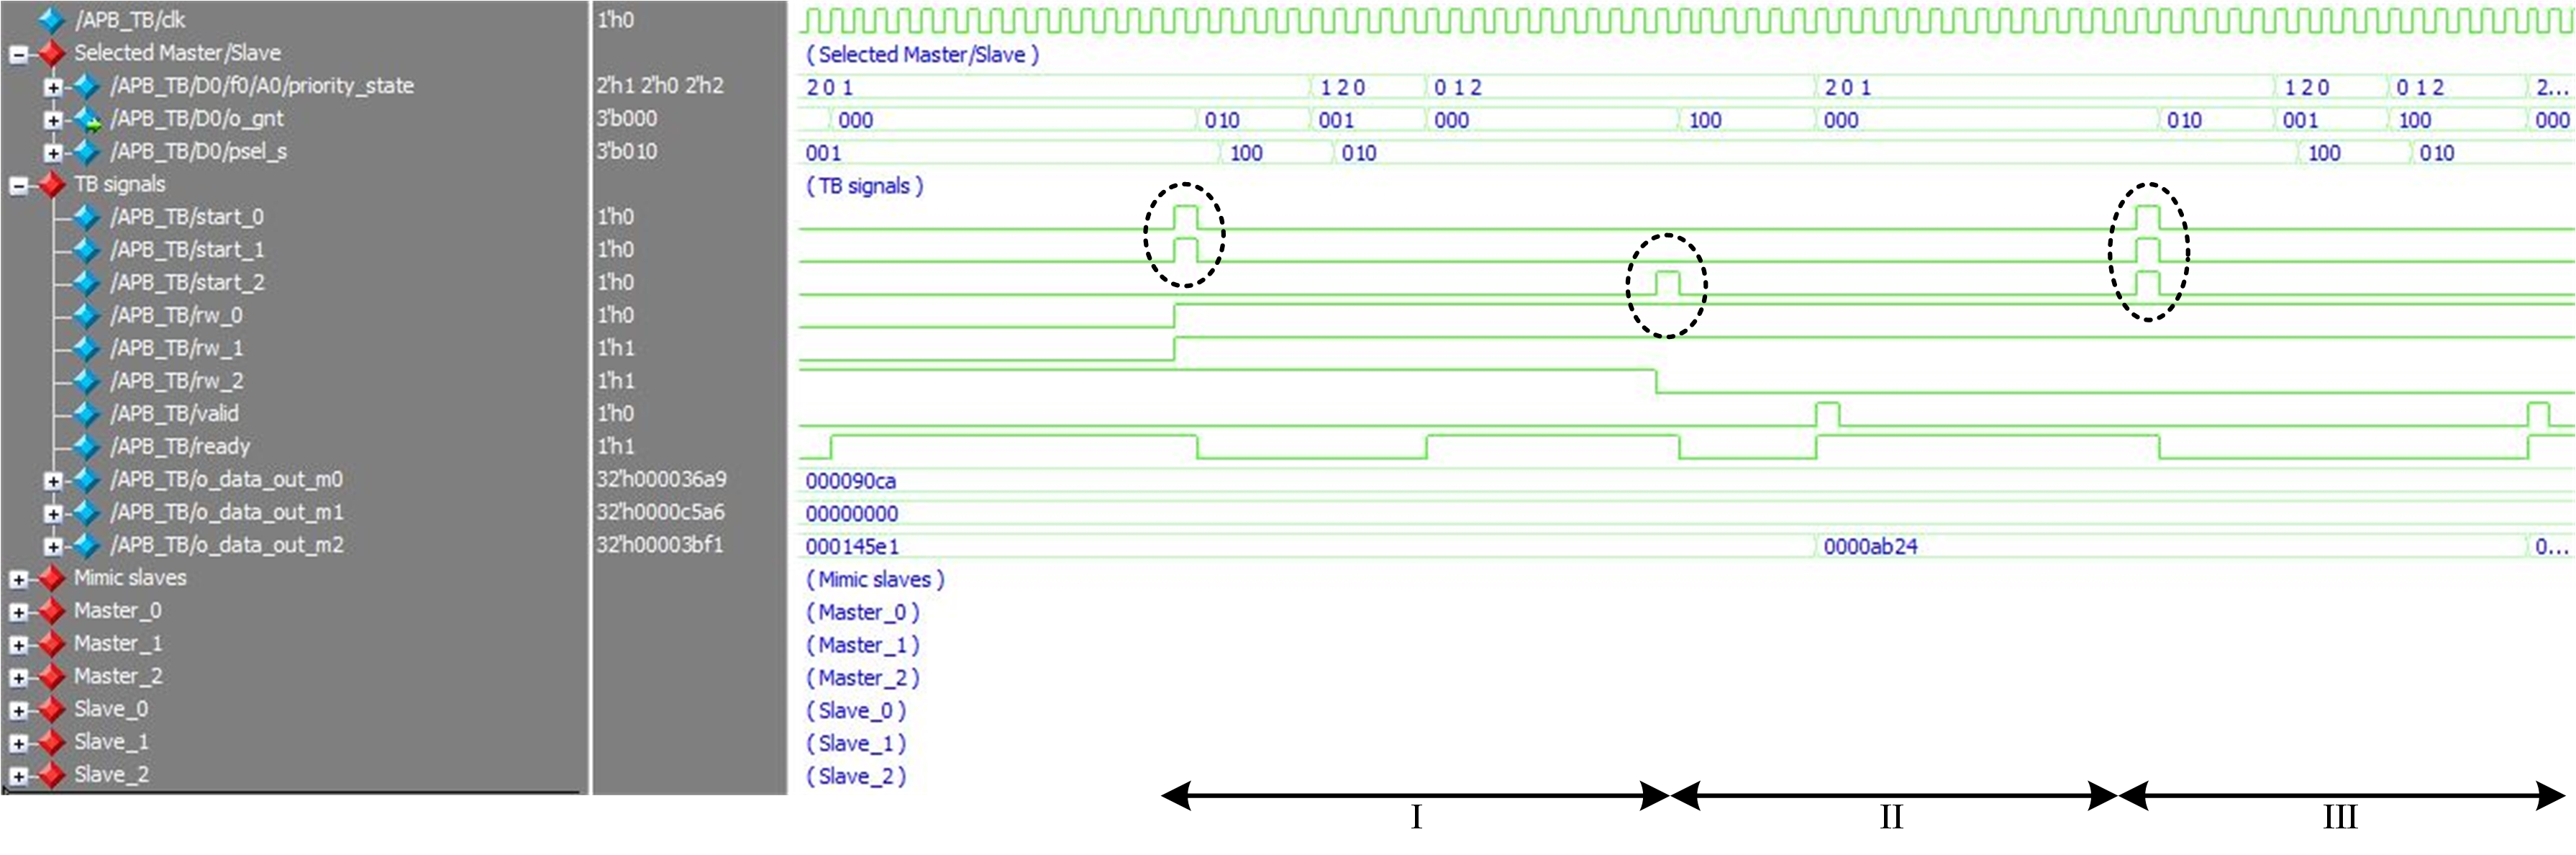 /APB_TB/clk 1'h0
Selected Master/Slave (Selected Master/Slave)
/APB_TB/D0/f0/A0/priority_state 2'h1 2'h0 2'h2 2 0 1 1 2 0 0 1 2 2 0 1 1 2 0 0 1 2 2...
/APB_TB/D0/o_gnt 3'b000 000 010 001 000 100 000 010 001 100 000
/APB_TB/D0/psel_s 3'b010 001 100 010 100 010
TB signals (TB signals)
/APB_TB/start_0 1'h0
/APB_TB/start_1 1'h0
/APB_TB/start_2 1'h0
/APB_TB/rw_0 1'h0
/APB_TB/rw_1 1'h1
/APB_TB/rw_2 1'h1
/APB_TB/valid 1'h0
/APB_TB/ready 1'h1
/APB_TB/o_data_out_m0 32'h000036a9 000090ca
/APB_TB/o_data_out_m1 32'h0000c5a6 00000000
/APB_TB/o_data_out_m2 32'h00003bf1 000145e1 0000ab24 0...
Mimic slaves (Mimic slaves)
Master_0 (Master_0)
Master_1 (Master_1)
Master_2 (Master_2)
Slave_0 (Slave_0)
Slave_1 (Slave_1)
Slave_2 (Slave_2)
I II III